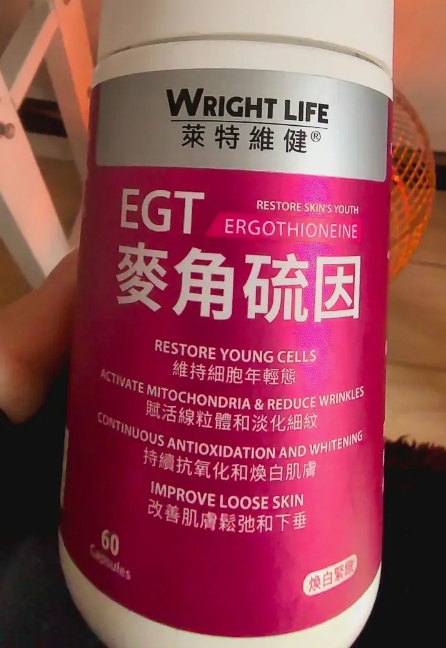 WRIGHT LIFE
萊特維健®
EGT
RESTORE SKIN'S YOUTH
ERGOTHIONEINE
麥角硫因
RESTORE YOUNG CELLS
維持細胞年輕態
ACTIVATE MITOCHONDRIA & REDUCE WRINKLES
賦活線粒體和淡化細紋
CONTINUOUS ANTIOXIDATION AND WHITENING
持續抗氧化和煥白肌膚
IMPROVE LOOSE SKIN
改善肌膚鬆弛和下垂
60
Capsules
煥白緊緻